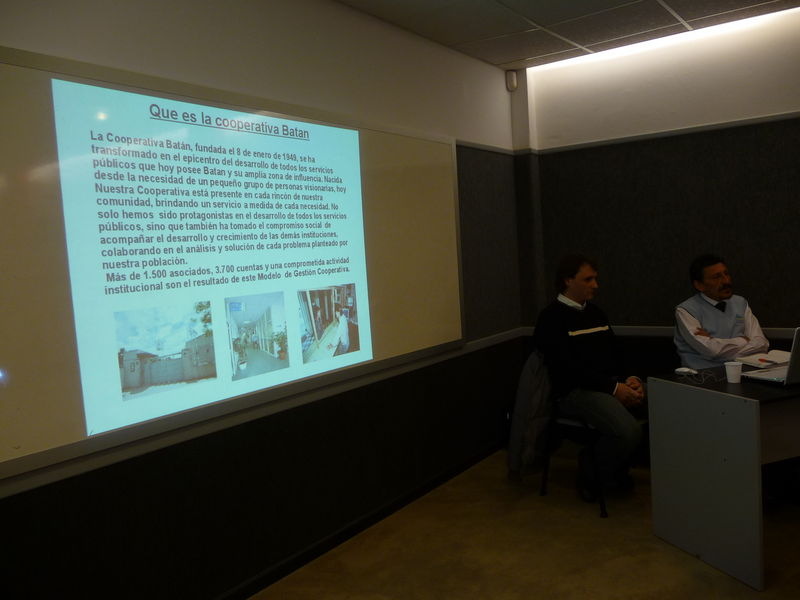 Que es la cooperativa Batan
La Cooperativa Batán, fundada el 8 de enero de 1949, se ha
transformado en el epicentro del desarrollo de todos los servicios
públicos que hoy posee Batan y su amplia zona de influencia. Nacida
desde la necesidad de un pequeño grupo de personas visionarias, hoy
Nuestra Cooperativa está presente en cada rincón de nuestra
comunidad, brindando un servicio a medida de cada necesidad. No
solo hemos sido protagonistas en el desarrollo de todos los servicios
públicos, sino que también ha tomado el compromiso social de
acompañar el desarrollo y crecimiento de las demás instituciones,
colaborando en el análisis y solución de cada problema planteado por
nuestra población.
Más de 1.500 asociados, 3.700 cuentas y una comprometida actividad
institucional son el resultado de este Modelo de Gestión Cooperativa.